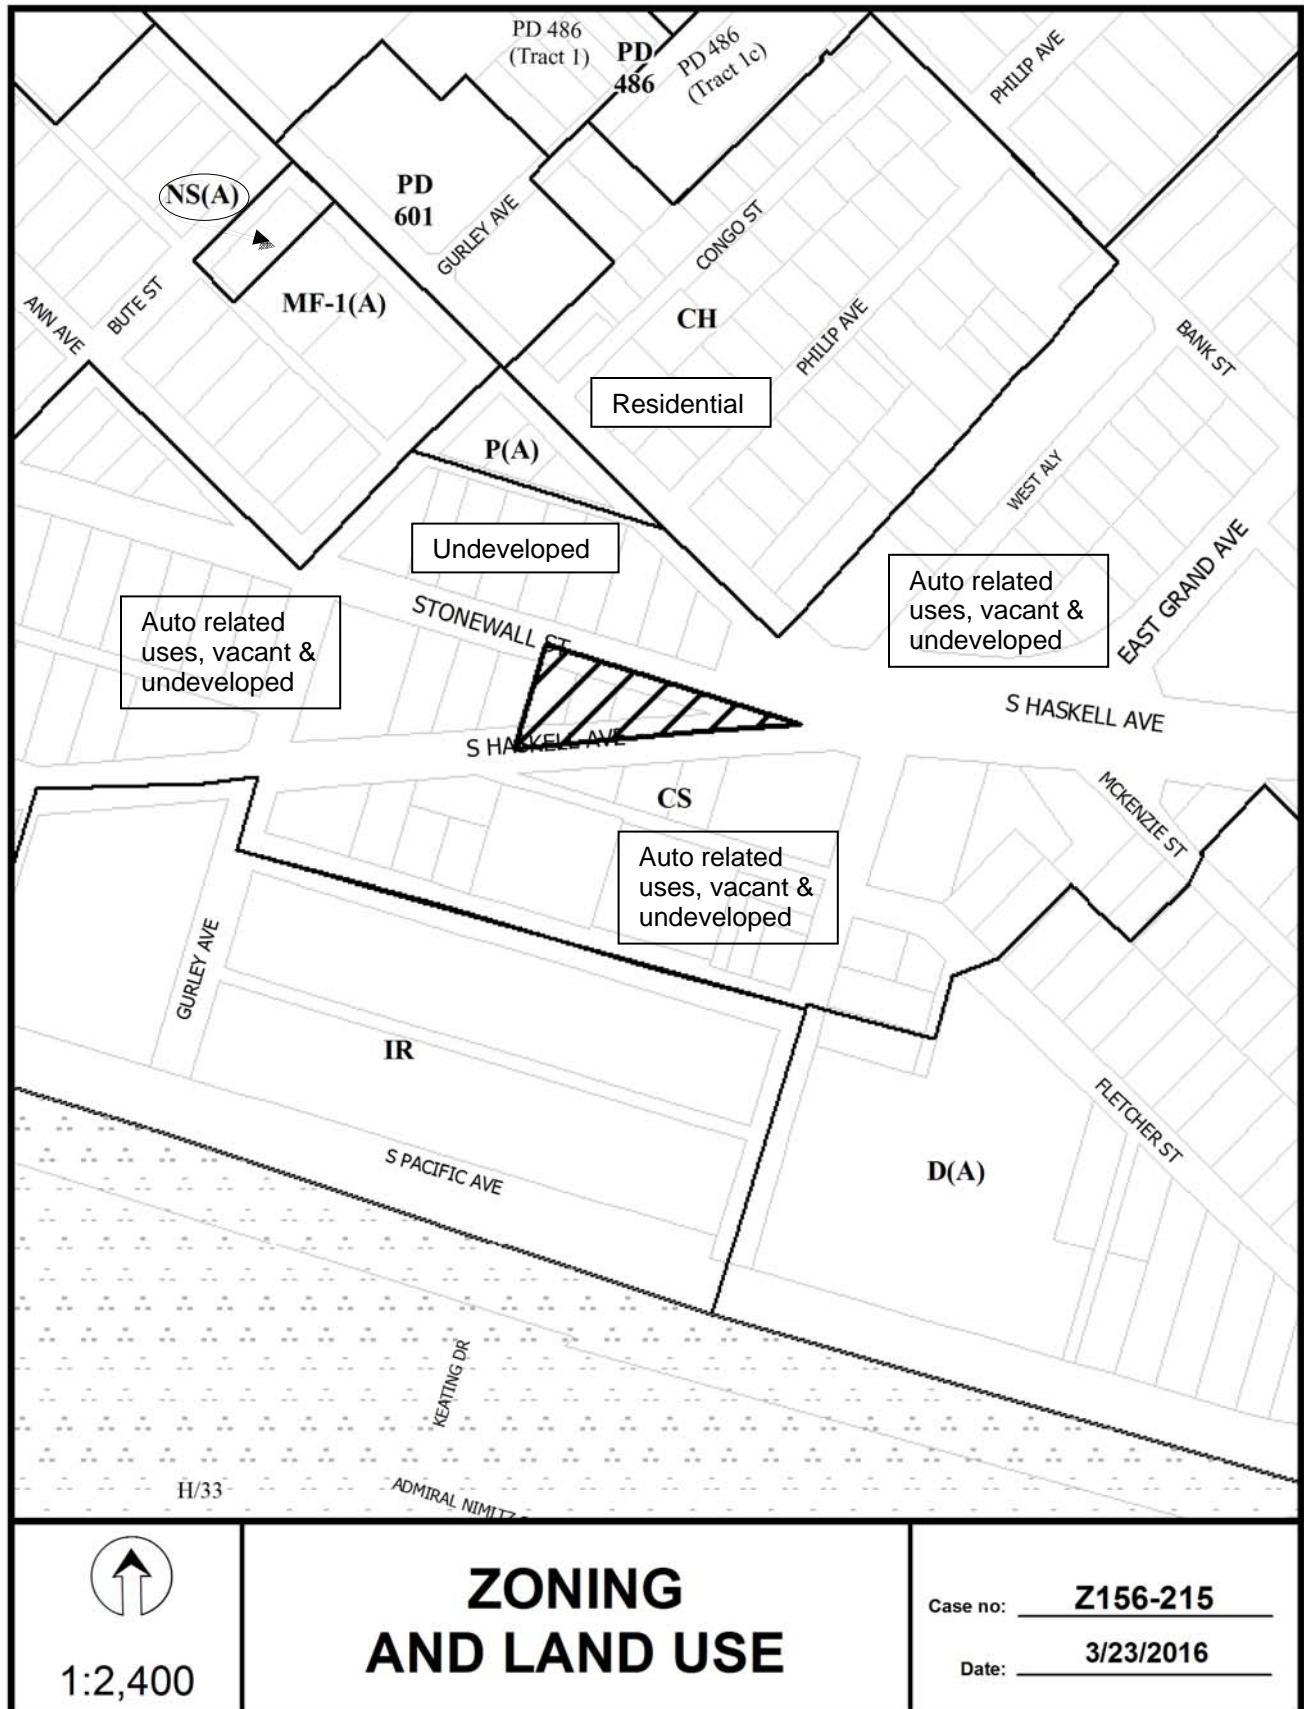 PD 486
(Tract 1)
PD
486
PD 486
(Tract 1c)
PHILIP AVE
NS(A)
PD
601
GURLEY AVE
CONGO ST
ANN AVE
BUTE ST
MF-1(A)
CH
PHILIP AVE
BANK ST
Residential
P(A)
WEST ALY
Undeveloped
EAST GRAND AVE
Auto related
uses, vacant &
undeveloped
STONEWALL ST
Auto related
uses, vacant &
undeveloped
S HASKELL AVE
S HASKELL AVE
CS
MCKENZIE ST
Auto related
uses, vacant &
undeveloped
GURLEY AVE
IR
FLETCHER ST
S PACIFIC AVE
D(A)
KEATING DR
H/33
ADMIRAL NIMITZ
1:2,400
ZONING
AND LAND USE
Case no: Z156-215
Date: 3/23/2016